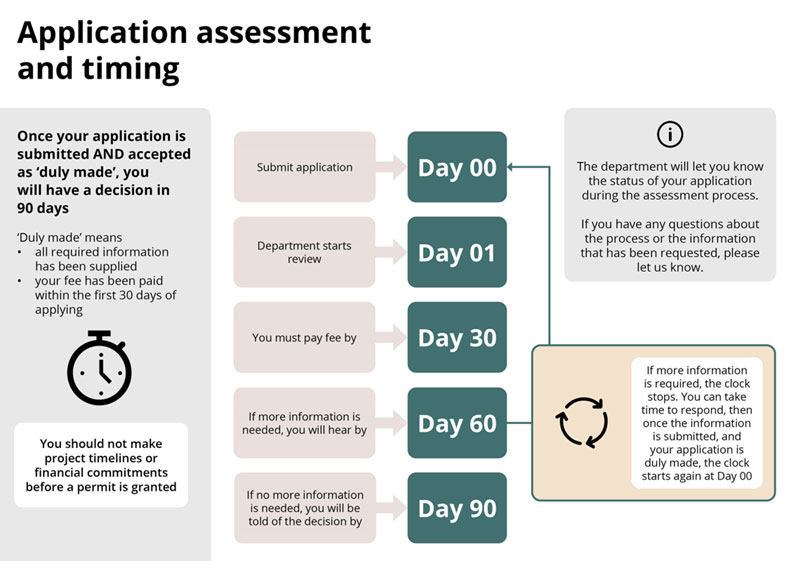 Application assessment
and timing
Once your application is
submitted AND accepted
as ‘duly made’, you
will have a decision in
90 days
‘Duly made’ means
• all required information
has been supplied
• your fee has been paid
within the first 30 days of
applying
You should not make
project timelines or
financial commitments
before a permit is granted
Submit application
Day 00
Department starts
review
Day 01
You must pay fee by
Day 30
If more information is
needed, you will hear by
Day 60
If no more information
is needed, you will be
told of the decision by
Day 90
i
The department will let you know
the status of your application
during the assessment process.
If you have any questions about
the process or the information
that has been requested, please
let us know.
If more information
is required, the clock
stops. You can take
time to respond, then
once the information
is submitted, and
your application is
duly made, the clock
starts again at Day 00